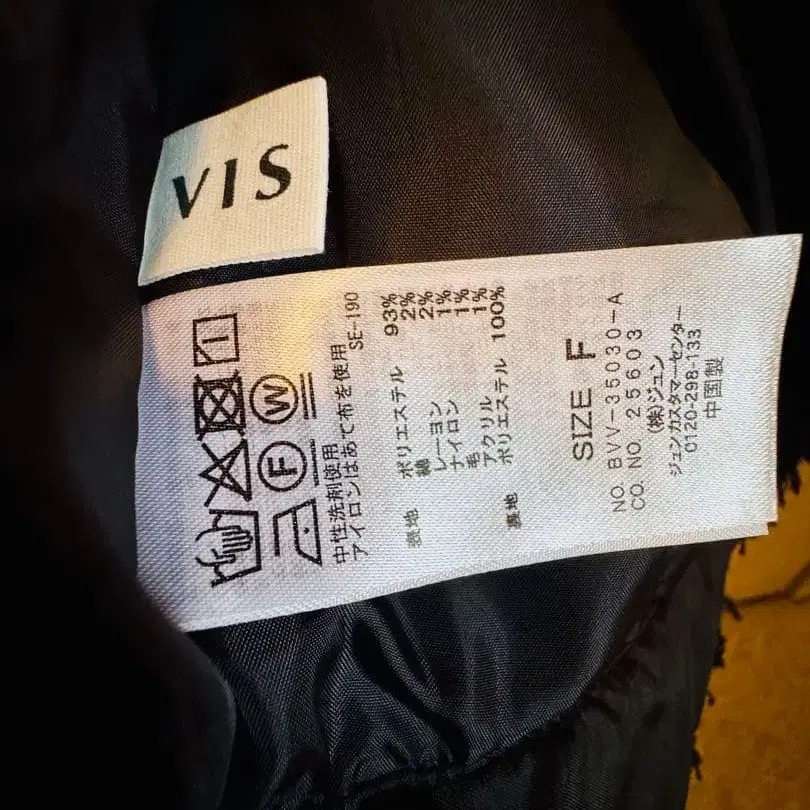 VIS
F W
中性洗剤使用
アイロンはあて布を使用
SE-190
表地 ポリエステル 93%
綿 2%
レーヨン 2%
ナイロン 1%
毛 1%
アクリル 1%
裏地 ポリエステル 100%
SIZE F
NO. BVV-35030-A
CO. NO. 25603
(株)ジュン
ジュンカスタマーセンター
0120-298-133
中国製